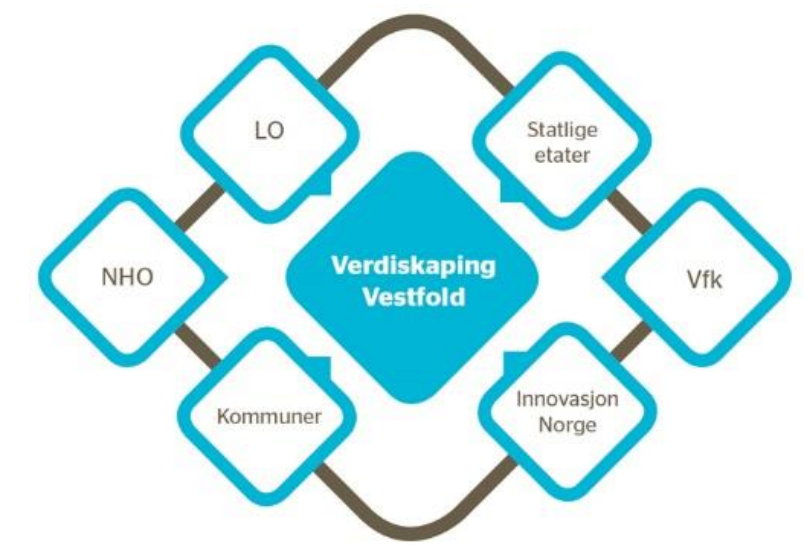 LO
Statlige
etater
NHO
Verdiskaping
Vestfold
Vfk
Kommuner
Innovasjon
Norge